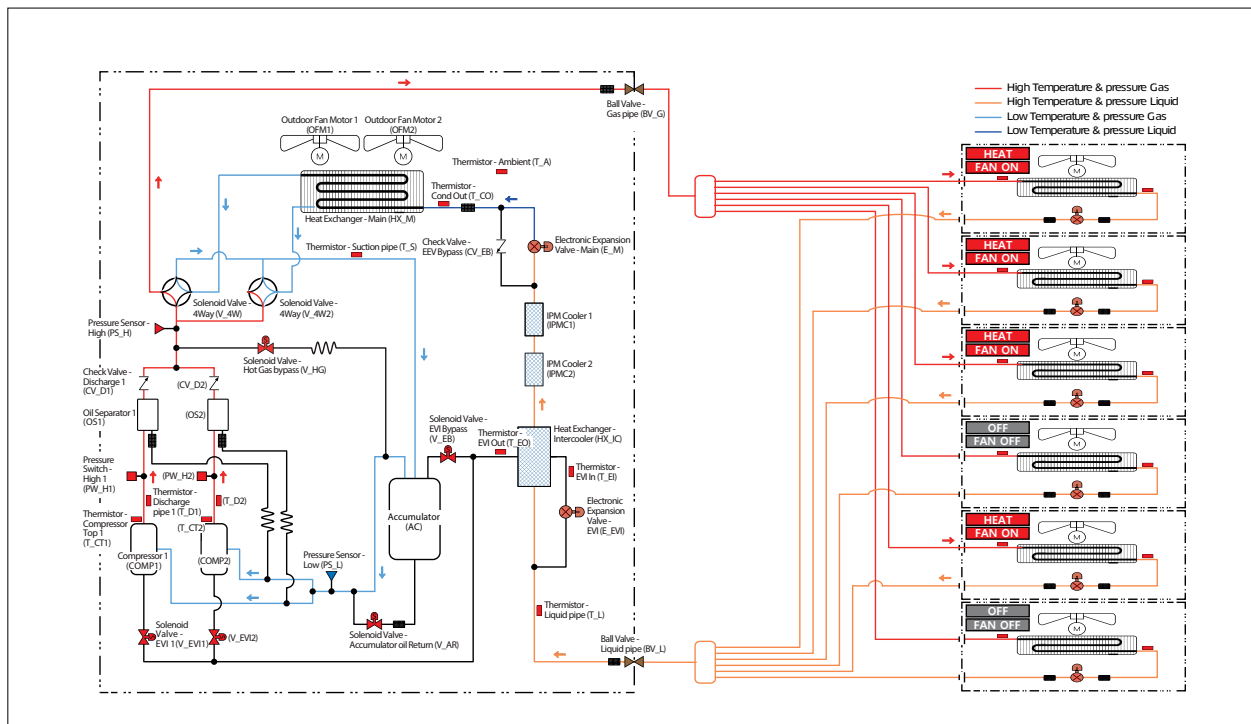 High Temperature & pressure Gas
High Temperature & pressure Liquid
Low Temperature & pressure Gas
Low Temperature & pressure Liquid
Ball Valve -
Gas pipe (BV_G)
Outdoor Fan Motor 1
(OFM1)
Outdoor Fan Motor 2
(OFM2)
M
M
Thermistor - Ambient (T_A)
Thermistor -
Cond Out (T_CO)
Heat Exchanger - Main (HX_M)
Thermistor - Suction pipe (T_S)
Check Valve -
EEV Bypass (CV_EB)
Electronic Expansion
Valve - Main (E_M)
Solenoid Valve -
4Way (V_4W)
Solenoid Valve -
4Way (V_4W2)
Pressure Sensor -
High (PS_H)
IPM Cooler 1
(IPMC1)
Solenoid Valve -
Hot Gas bypass (V_HG)
IPM Cooler 2
(IPMC2)
Check Valve -
Discharge 1
(CV_D1)
(CV_D2)
Oil Separator 1
(OS1)
(OS2)
Solenoid Valve -
EVI Bypass
(V_EB)
Thermistor -
EVI Out (T_EO)
Heat Exchanger -
Intercooler (HX_IC)
Pressure
Switch -
High 1
(PW_H1)
(PW_H2)
Thermistor -
EVI In (T_EI)
Thermistor -
Discharge
pipe 1 (T_D1)
(T_D2)
Electronic
Expansion
Valve -
EVI (E_EVI)
Thermistor -
Compressor
Top 1
(T_CT1)
(T_CT2)
Accumulator
(AC)
Compressor 1
(COMP1)
(COMP2)
Pressure Sensor -
Low (PS_L)
Thermistor -
Liquid pipe (T_L)
Solenoid
Valve -
EVI 1(V_EVI1)
(V_EVI2)
Solenoid Valve -
Accumulator oil Return (V_AR)
Ball Valve -
Liquid pipe (BV_L)
HEAT
FAN ON
M
HEAT
FAN ON
M
HEAT
FAN ON
M
OFF
FAN OFF
M
HEAT
FAN ON
M
OFF
FAN OFF
M